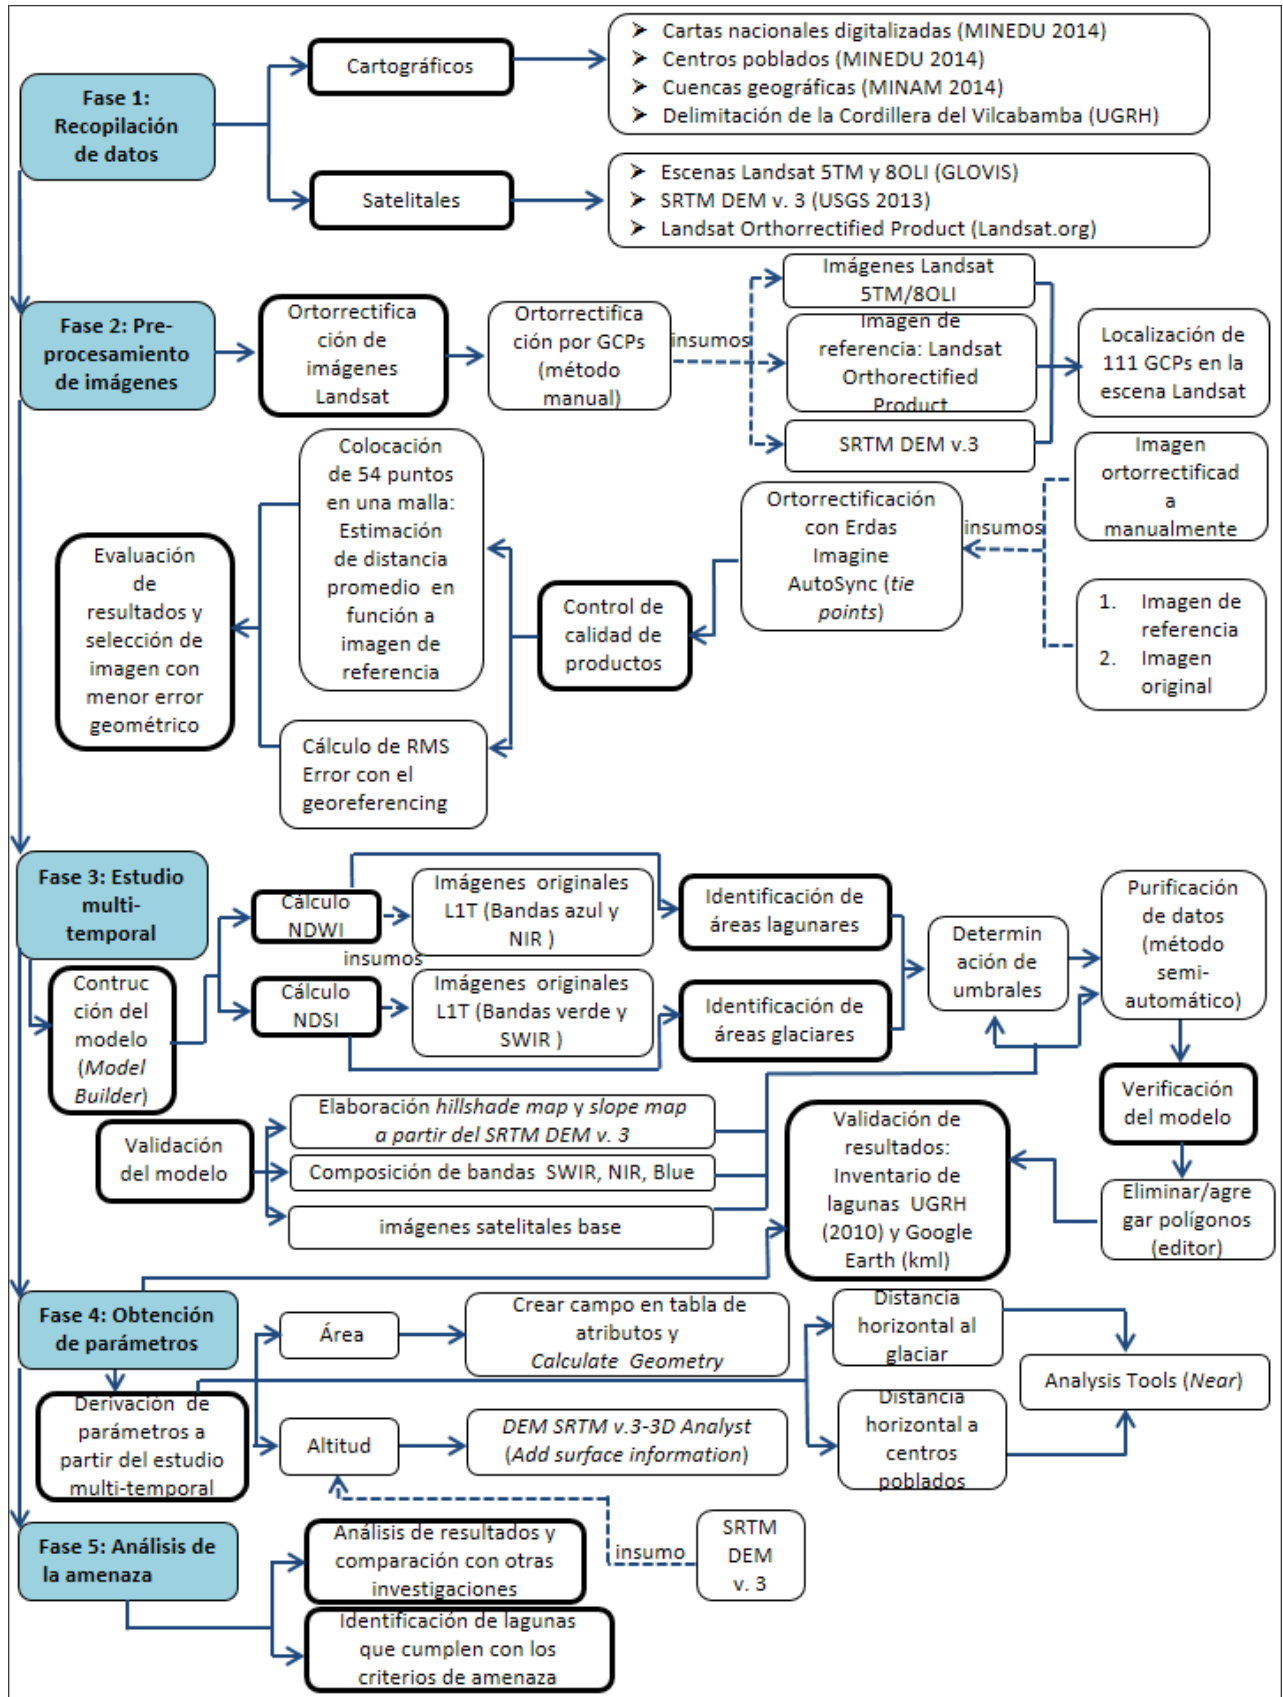 Fase 1:
Recopilación
de datos
Cartográficos
➤ Cartas nacionales digitalizadas (MINEDU 2014)
➤ Centros poblados (MINEDU 2014)
➤ Cuencas geográficas (MINAM 2014)
➤ Delimitación de la Cordillera del Vilcabamba (UGRH)
Satelitales
➤ Escenas Landsat 5TM y 8OLI (GLOVIS)
➤ SRTM DEM v. 3 (USGS 2013)
➤ Landsat Orthorrectified Product (Landsat.org)
Fase 2: Pre-
procesamiento
de imágenes
Ortorrectifica
ción de
imágenes
Landsat
Ortorrectifica
ción por GCPs
(método
manual)
insumos
Imágenes Landsat
5TM/8OLI
Imagen de
referencia: Landsat
Orthorectified
Product
SRTM DEM v.3
Localización de
111 GCPs en la
escena Landsat
Imagen
ortorrectificad
a
manualmente
1. Imagen de
referencia
2. Imagen
original
insumos
Ortorrectificación
con Erdas
Imagine
AutoSync (tie
points)
Control de
calidad de
productos
Colocación
de 54 puntos
en una malla:
Estimación
de distancia
promedio en
función a
imagen de
referencia
Cálculo de RMS
Error con el
georeferencing
Evaluación
de
resultados y
selección de
imagen con
menor error
geométrico
Fase 3: Estudio
multi-
temporal
Contrucción del
modelo
(Model
Builder)
Cálculo
NDWI
insumos
Cálculo
NDSI
Imágenes originales
L1T (Bandas azul y
NIR )
Imágenes originales
L1T (Bandas verde y
SWIR )
Identificación de
áreas lagunares
Identificación de
áreas glaciares
Determin
ación de
umbrales
Purificación
de datos
(método
semi-
automático)
Verificación
del modelo
Eliminar/agre
gar polígonos
(editor)
Validación
del modelo
Elaboración hillshade map y slope map
a partir del SRTM DEM v. 3
Composición de bandas SWIR, NIR, Blue
imágenes satelitales base
Validación de
resultados:
Inventario de
lagunas UGRH
(2010) y Google
Earth (kml)
Fase 4: Obtención
de parámetros
Derivación de
parámetros a
partir del estudio
multi-temporal
Área
Crear campo en tabla de
atributos y
Calculate Geometry
Altitud
DEM SRTM v.3-3D Analyst
(Add surface information)
Distancia
horizontal al
glaciar
Distancia
horizontal a
centros
poblados
Analysis Tools (Near)
insumo
SRTM
DEM
v. 3
Fase 5: Análisis de
la amenaza
Análisis de resultados y
comparación con otras
investigaciones
Identificación de lagunas
que cumplen con los
criterios de amenaza